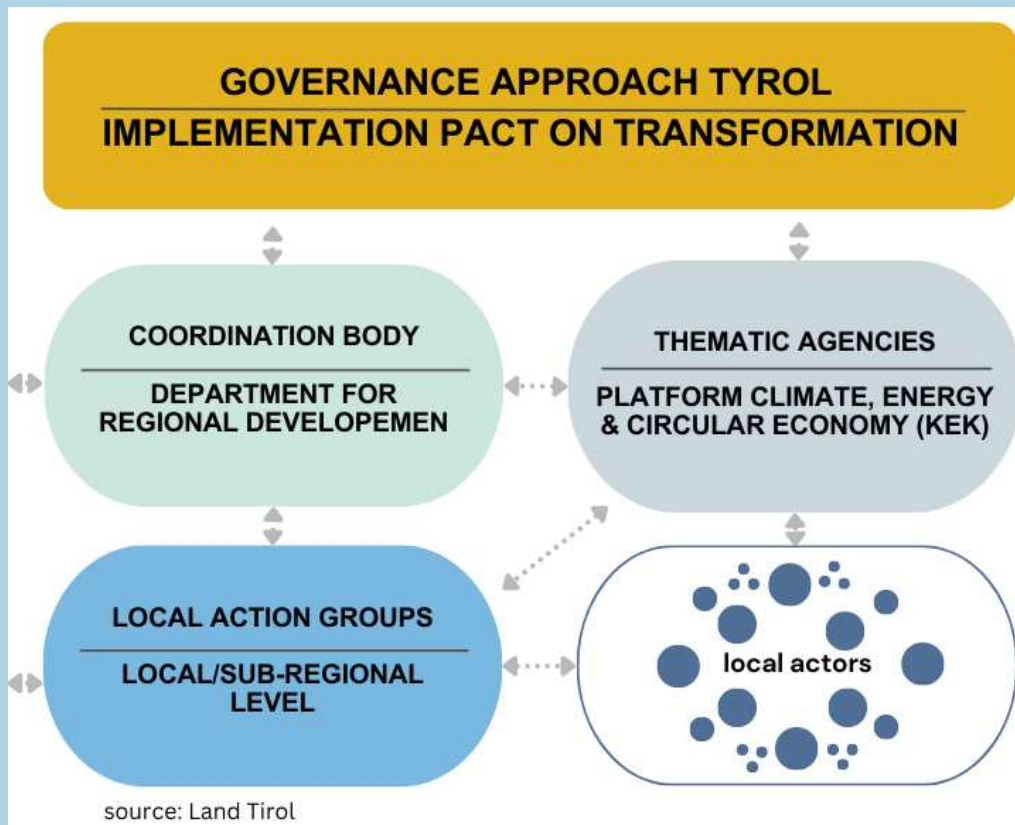 GOVERNANCE APPROACH TYROL
IMPLEMENTATION PACT ON TRANSFORMATION
COORDINATION BODY
DEPARTMENT FOR
REGIONAL DEVELOPEMEN
THEMATIC AGENCIES
PLATFORM CLIMATE, ENERGY
& CIRCULAR ECONOMY (KEK)
LOCAL ACTION GROUPS
LOCAL/SUB-REGIONAL
LEVEL
local actors
source: Land Tirol